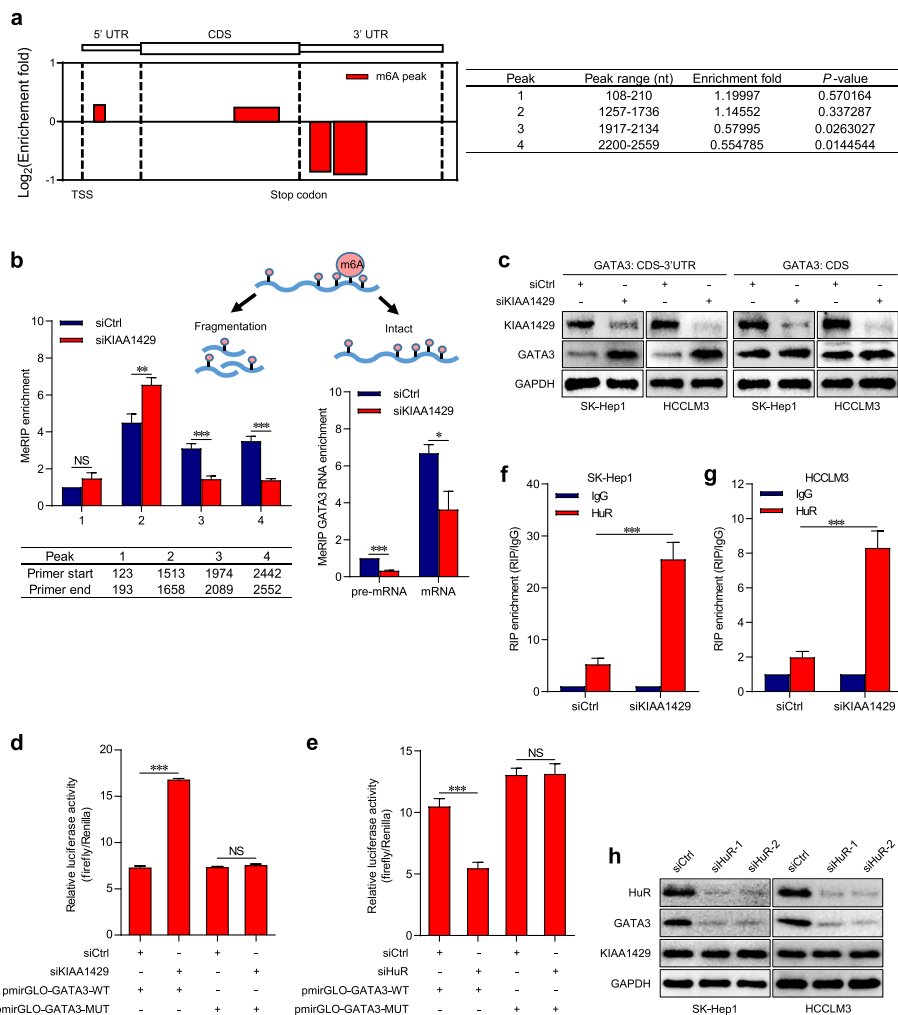 a
5′ UTR CDS 3′ UTR
Log2(Enrichement fold)
1
0
-1
m6A peak
TSS Stop codon
Peak Peak range (nt) Enrichment fold P-value
1 108-210 1.19997 0.570164
2 1257-1736 1.14552 0.337287
3 1917-2134 0.57995 0.0263027
4 2200-2559 0.554785 0.0144544
b
m6A
Fragmentation Intact
MeRIP enrichment
10
8
6
4
2
0
siCtrl
siKIAA1429
NS ** *** ***
1 2 3 4
Peak 1 2 3 4
Primer start 123 1513 1974 2442
Primer end 193 1658 2089 2552
MeRIP GATA3 RNA enrichment
10
8
6
4
2
0
siCtrl
siKIAA1429
*** *
pre-mRNA mRNA
c
GATA3: CDS-3'UTR GATA3: CDS
siCtrl + - + - + - + -
siKIAA1429 - + - + - + - +
KIAA1429
GATA3
GAPDH
SK-Hep1 HCCLM3 SK-Hep1 HCCLM3
f
SK-Hep1
RIP enrichment (RIP/IgG)
40
30
20
10
0
IgG
HuR
***
siCtrl siKIAA1429
g
HCCLM3
RIP enrichment (RIP/IgG)
12
10
8
6
4
2
0
IgG
HuR
***
siCtrl siKIAA1429
d
Relative luciferase activity
(firefly/Renilla)
20
15
10
5
0
*** NS
siCtrl + - + -
siKIAA1429 - + - +
pmirGLO-GATA3-WT + + - -
pmirGLO-GATA3-MUT - - + +
e
Relative luciferase activity
(firefly/Renilla)
15
10
5
0
*** NS
siCtrl + - + -
siHuR - + - +
pmirGLO-GATA3-WT + + - -
pmirGLO-GATA3-MUT - - + +
h
siCtrl siHuR-1 siHuR-2 siCtrl siHuR-1 siHuR-2
HuR
GATA3
KIAA1429
GAPDH
SK-Hep1 HCCLM3